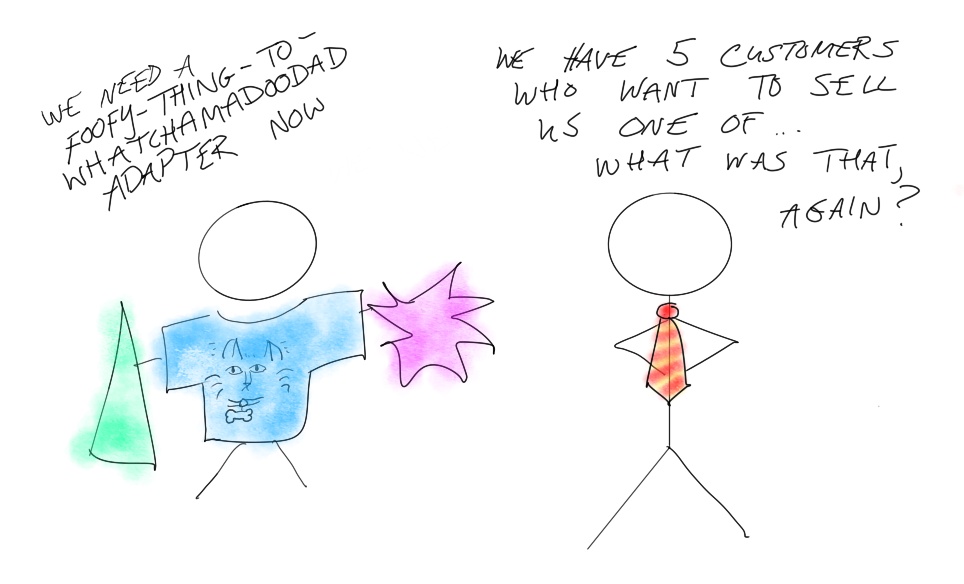 WE NEED A
FOOFY-THING-TO-
WHATCHAMADOODAD
ADAPTER NOW
WE HAVE 5 CUSTOMERS
WHO WANT TO SELL
US ONE OF...
WHAT WAS THAT,
AGAIN?